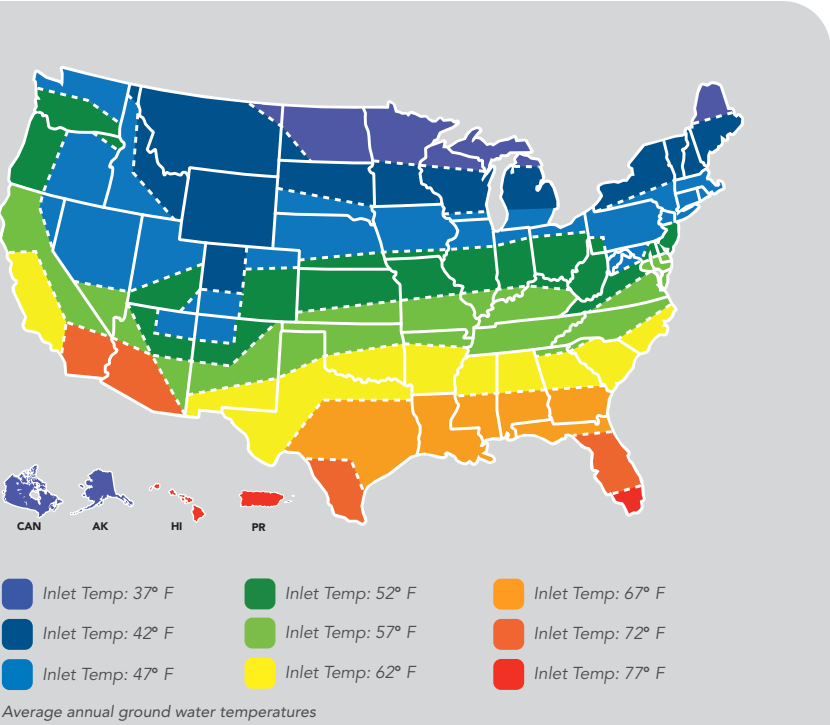 CAN AK HI PR
Inlet Temp: 37° F Inlet Temp: 52° F Inlet Temp: 67° F
Inlet Temp: 42° F Inlet Temp: 57° F Inlet Temp: 72° F
Inlet Temp: 47° F Inlet Temp: 62° F Inlet Temp: 77° F
Average annual ground water temperatures